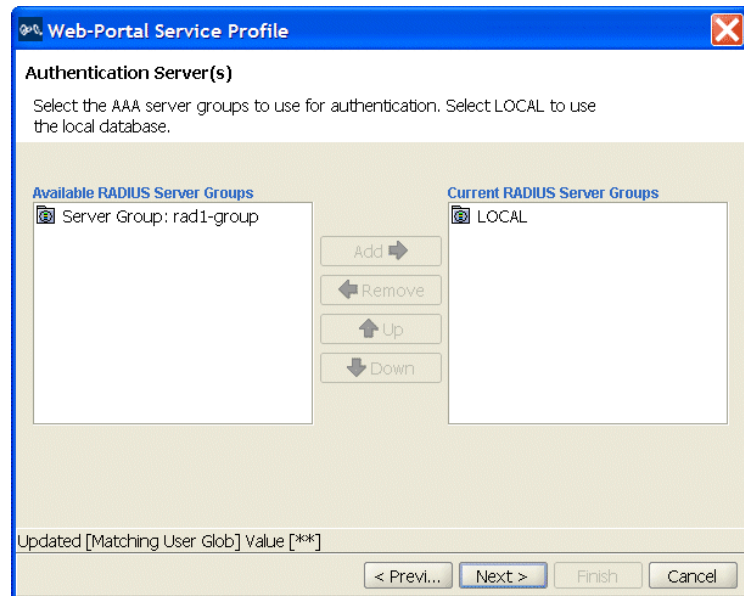 Web-Portal Service Profile
Authentication Server(s)
Select the AAA server groups to use for authentication. Select LOCAL to use
the local database.
Available RADIUS Server Groups
Server Group: rad1-group
Add
Remove
Up
Down
Current RADIUS Server Groups
LOCAL
Updated [Matching User Glob] Value [**]
< Previ...
Next >
Finish
Cancel